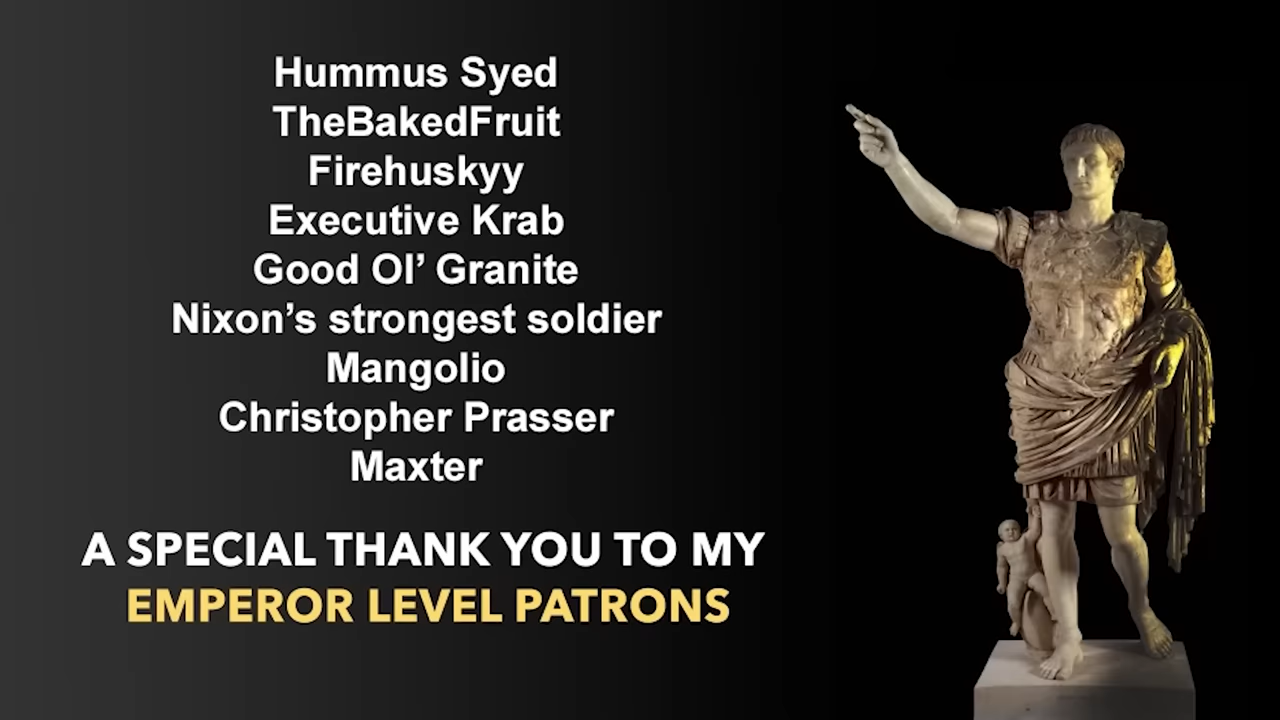 Hummus Syed
TheBakedFruit
Firehuskyy
Executive Krab
Good Ol’ Granite
Nixon’s strongest soldier
Mangolio
Christopher Prasser
Maxter
A SPECIAL THANK YOU TO MY
EMPEROR LEVEL PATRONS